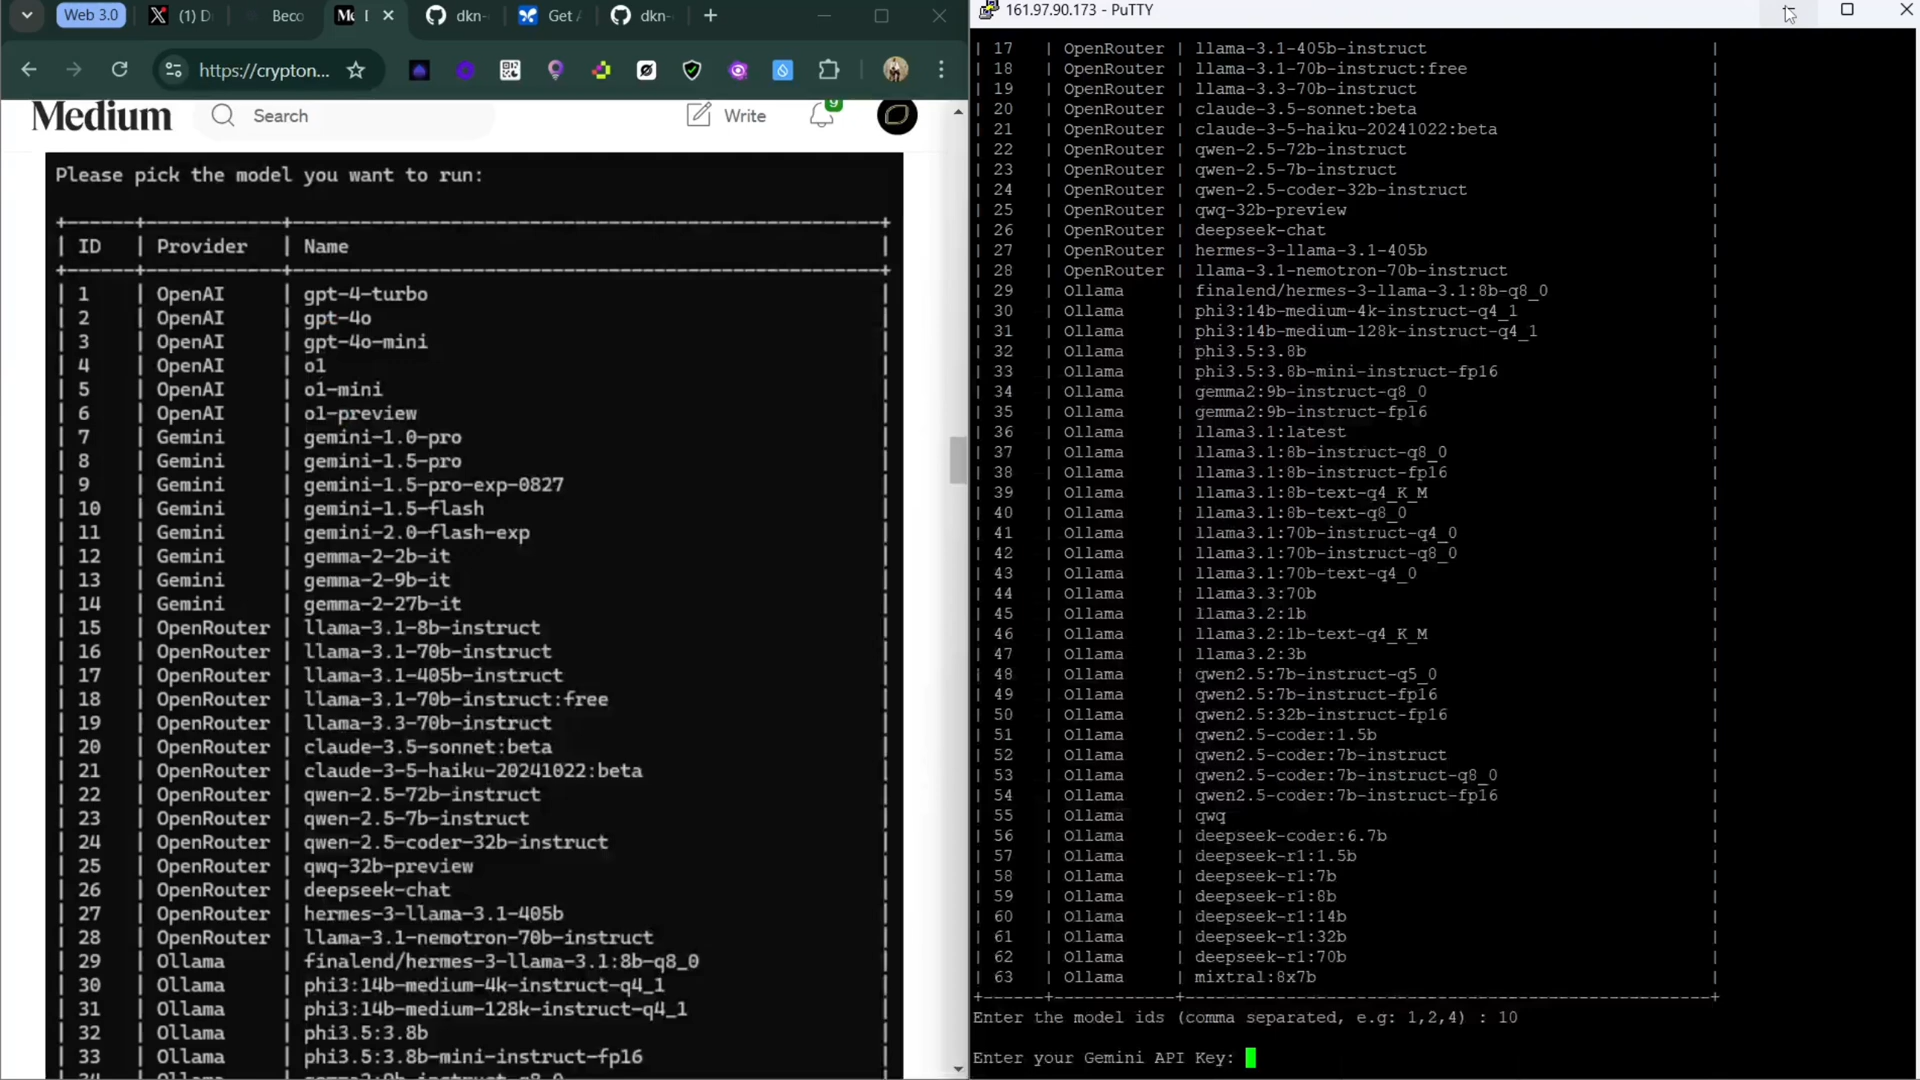 Web 3.0
(1) D
Beco
Me
dkn-
Get
dkn-
https://crypton...
Medium
Search
Write
9
Please pick the model you want to run:
| ID | Provider | Name |
| 1 | OpenAI | gpt-4-turbo |
| 2 | OpenAI | gpt-4o |
| 3 | OpenAI | gpt-4o-mini |
| 4 | OpenAI | o1 |
| 5 | OpenAI | o1-mini |
| 6 | OpenAI | o1-preview |
| 7 | Gemini | gemini-1.0-pro |
| 8 | Gemini | gemini-1.5-pro |
| 9 | Gemini | gemini-1.5-pro-exp-0827 |
| 10 | Gemini | gemini-1.5-flash |
| 11 | Gemini | gemini-2.0-flash-exp |
| 12 | Gemini | gemma-2-2b-it |
| 13 | Gemini | gemma-2-9b-it |
| 14 | Gemini | gemma-2-27b-it |
| 15 | OpenRouter | llama-3.1-8b-instruct |
| 16 | OpenRouter | llama-3.1-70b-instruct |
| 17 | OpenRouter | llama-3.1-405b-instruct |
| 18 | OpenRouter | llama-3.1-70b-instruct:free |
| 19 | OpenRouter | llama-3.3-70b-instruct |
| 20 | OpenRouter | claude-3.5-sonnet:beta |
| 21 | OpenRouter | claude-3-5-haiku-20241022:beta |
| 22 | OpenRouter | qwen-2.5-72b-instruct |
| 23 | OpenRouter | qwen-2.5-7b-instruct |
| 24 | OpenRouter | qwen-2.5-coder-32b-instruct |
| 25 | OpenRouter | qwq-32b-preview |
| 26 | OpenRouter | deepseek-chat |
| 27 | OpenRouter | hermes-3-llama-3.1-405b |
| 28 | OpenRouter | llama-3.1-nemotron-70b-instruct |
| 29 | Ollama | finalend/hermes-3-llama-3.1:8b-q8_0 |
| 30 | Ollama | phi3:14b-medium-4k-instruct-q4_1 |
| 31 | Ollama | phi3:14b-medium-128k-instruct-q4_1 |
| 32 | Ollama | phi3.5:3.8b |
| 33 | Ollama | phi3.5:3.8b-mini-instruct-fp16 |
161.97.90.173 - PuTTY
| 17 | OpenRouter | llama-3.1-405b-instruct |
| 18 | OpenRouter | llama-3.1-70b-instruct:free |
| 19 | OpenRouter | llama-3.3-70b-instruct |
| 20 | OpenRouter | claude-3.5-sonnet:beta |
| 21 | OpenRouter | claude-3-5-haiku-20241022:beta |
| 22 | OpenRouter | qwen-2.5-72b-instruct |
| 23 | OpenRouter | qwen-2.5-7b-instruct |
| 24 | OpenRouter | qwen-2.5-coder-32b-instruct |
| 25 | OpenRouter | qwq-32b-preview |
| 26 | OpenRouter | deepseek-chat |
| 27 | OpenRouter | hermes-3-llama-3.1-405b |
| 28 | OpenRouter | llama-3.1-nemotron-70b-instruct |
| 29 | Ollama | finalend/hermes-3-llama-3.1:8b-q8_0 |
| 30 | Ollama | phi3:14b-medium-4k-instruct-q4_1 |
| 31 | Ollama | phi3:14b-medium-128k-instruct-q4_1 |
| 32 | Ollama | phi3.5:3.8b |
| 33 | Ollama | phi3.5:3.8b-mini-instruct-fp16 |
| 34 | Ollama | gemma2:9b-instruct-q8_0 |
| 35 | Ollama | gemma2:9b-instruct-fp16 |
| 36 | Ollama | llama3.1:latest |
| 37 | Ollama | llama3.1:8b-instruct-q8_0 |
| 38 | Ollama | llama3.1:8b-instruct-fp16 |
| 39 | Ollama | llama3.1:8b-text-q4_K_M |
| 40 | Ollama | llama3.1:8b-text-q8_0 |
| 41 | Ollama | llama3.1:70b-instruct-q4_0 |
| 42 | Ollama | llama3.1:70b-instruct-q8_0 |
| 43 | Ollama | llama3.1:70b-text-q4_0 |
| 44 | Ollama | llama3.3:70b |
| 45 | Ollama | llama3.2:1b |
| 46 | Ollama | llama3.2:1b-text-q4_K_M |
| 47 | Ollama | llama3.2:3b |
| 48 | Ollama | qwen2.5:7b-instruct-q5_0 |
| 49 | Ollama | qwen2.5:7b-instruct-fp16 |
| 50 | Ollama | qwen2.5:32b-instruct-fp16 |
| 51 | Ollama | qwen2.5-coder:1.5b |
| 52 | Ollama | qwen2.5-coder:7b-instruct |
| 53 | Ollama | qwen2.5-coder:7b-instruct-q8_0 |
| 54 | Ollama | qwen2.5-coder:7b-instruct-fp16 |
| 55 | Ollama | qwq |
| 56 | Ollama | deepseek-coder:6.7b |
| 57 | Ollama | deepseek-r1:1.5b |
| 58 | Ollama | deepseek-r1:7b |
| 59 | Ollama | deepseek-r1:8b |
| 60 | Ollama | deepseek-r1:14b |
| 61 | Ollama | deepseek-r1:32b |
| 62 | Ollama | deepseek-r1:70b |
| 63 | Ollama | mixtral:8x7b |
Enter the model ids (comma separated, e.g: 1,2,4) : 10
Enter your Gemini API Key: